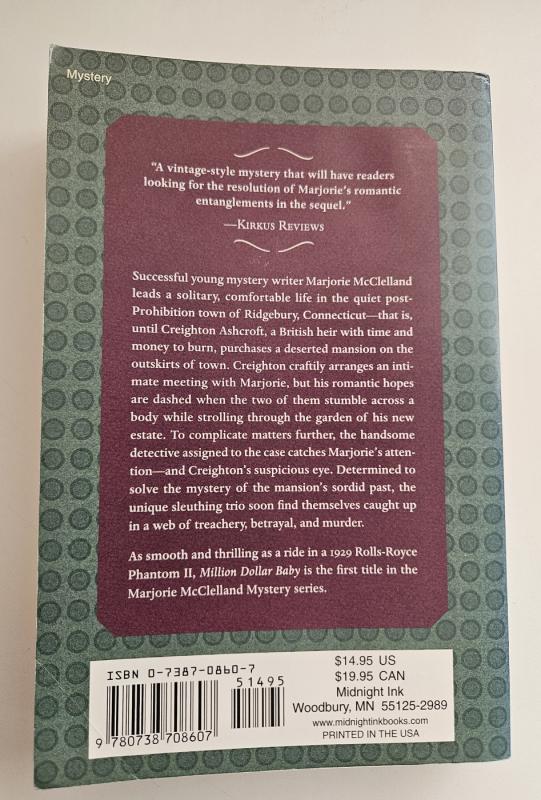 Mystery
“A vintage-style mystery that will have readers
looking for the resolution of Marjorie’s romantic
entanglements in the sequel.”
—Kirkus Reviews
Successful young mystery writer Marjorie McClelland
leads a solitary, comfortable life in the quiet post-
Prohibition town of Ridgebury, Connecticut—that is,
until Creighton Ashcroft, a British heir with time and
money to burn, purchases a deserted mansion on the
outskirts of town. Creighton craftily arranges an inti-
mate meeting with Marjorie, but his romantic hopes
are dashed when the two of them stumble across a
body while strolling through the garden of his new
estate. To complicate matters further, the handsome
detective assigned to the case catches Marjorie’s atten-
tion—and Creighton’s suspicious eye. Determined to
solve the mystery of the mansion’s sordid past, the
unique sleuthing trio soon find themselves caught up
in a web of treachery, betrayal, and murder.
As smooth and thrilling as a ride in a 1929 Rolls-Royce
Phantom II, Million Dollar Baby is the first title in the
Marjorie McClelland Mystery series.
ISBN 0-7387-0860-7
51495
9 780738 708607
$14.95 US
$19.95 CAN
Midnight Ink
Woodbury, MN 55125-2989
www.midnightinkbooks.com
PRINTED IN THE USA